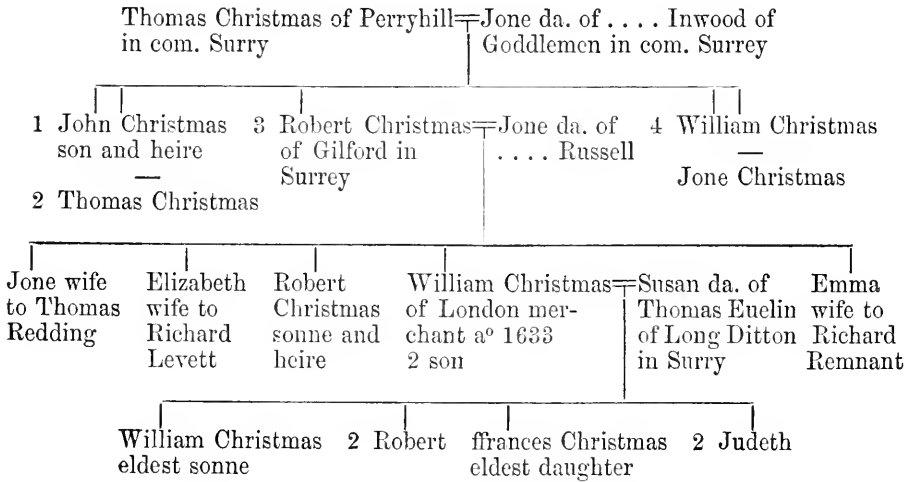 Thomas Christmas of Perryhill=Jone da. of .... Inwood of
in com. Surry Goddlemen in com. Surrey
1 John Christmas 3 Robert Christmas=Jone da. of 4 William Christmas
son and heire of Gilford in .... Russell —
— Surrey Jone Christmas
2 Thomas Christmas
Jone wife Elizabeth Robert William Christmas=Susan da. of Emma
to Thomas wife to Christmas of London mer- Thomas Euelin wife to
Redding Richard sonne and chant aº 1633 of Long Ditton Richard
Levett heire 2 son in Surry Remnant
William Christmas 2 Robert ffrances Christmas 2 Judeth
eldest sonne eldest daughter